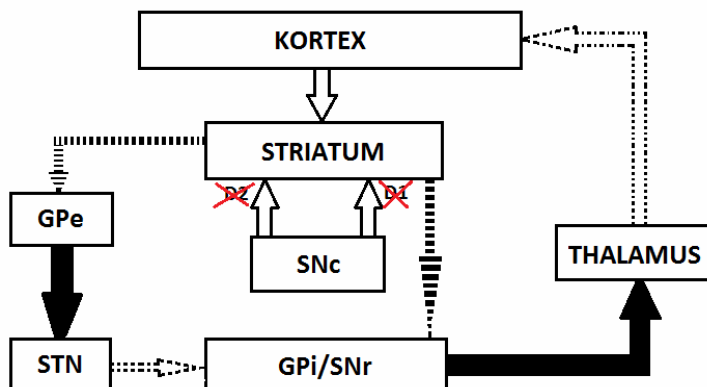 KORTEX
STRIATUM
D2
D1
GPe
SNc
THALAMUS
STN
GPi/SNr